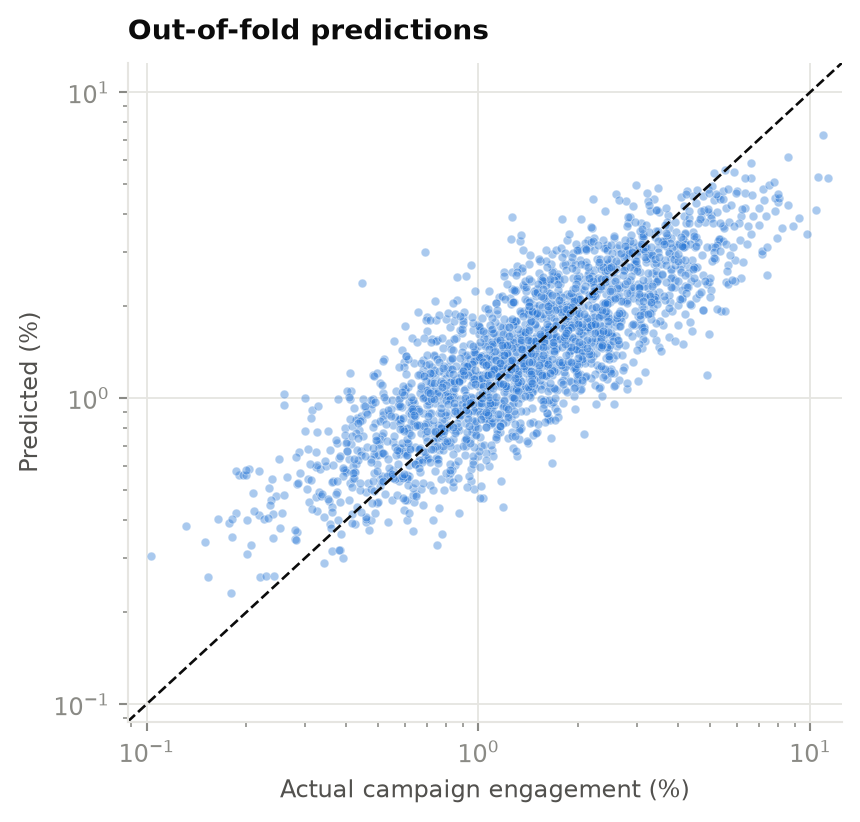 Out-of-fold predictions
10¹
10⁰
10⁻¹
Predicted (%)
10⁻¹
10⁰
10¹
Actual campaign engagement (%)